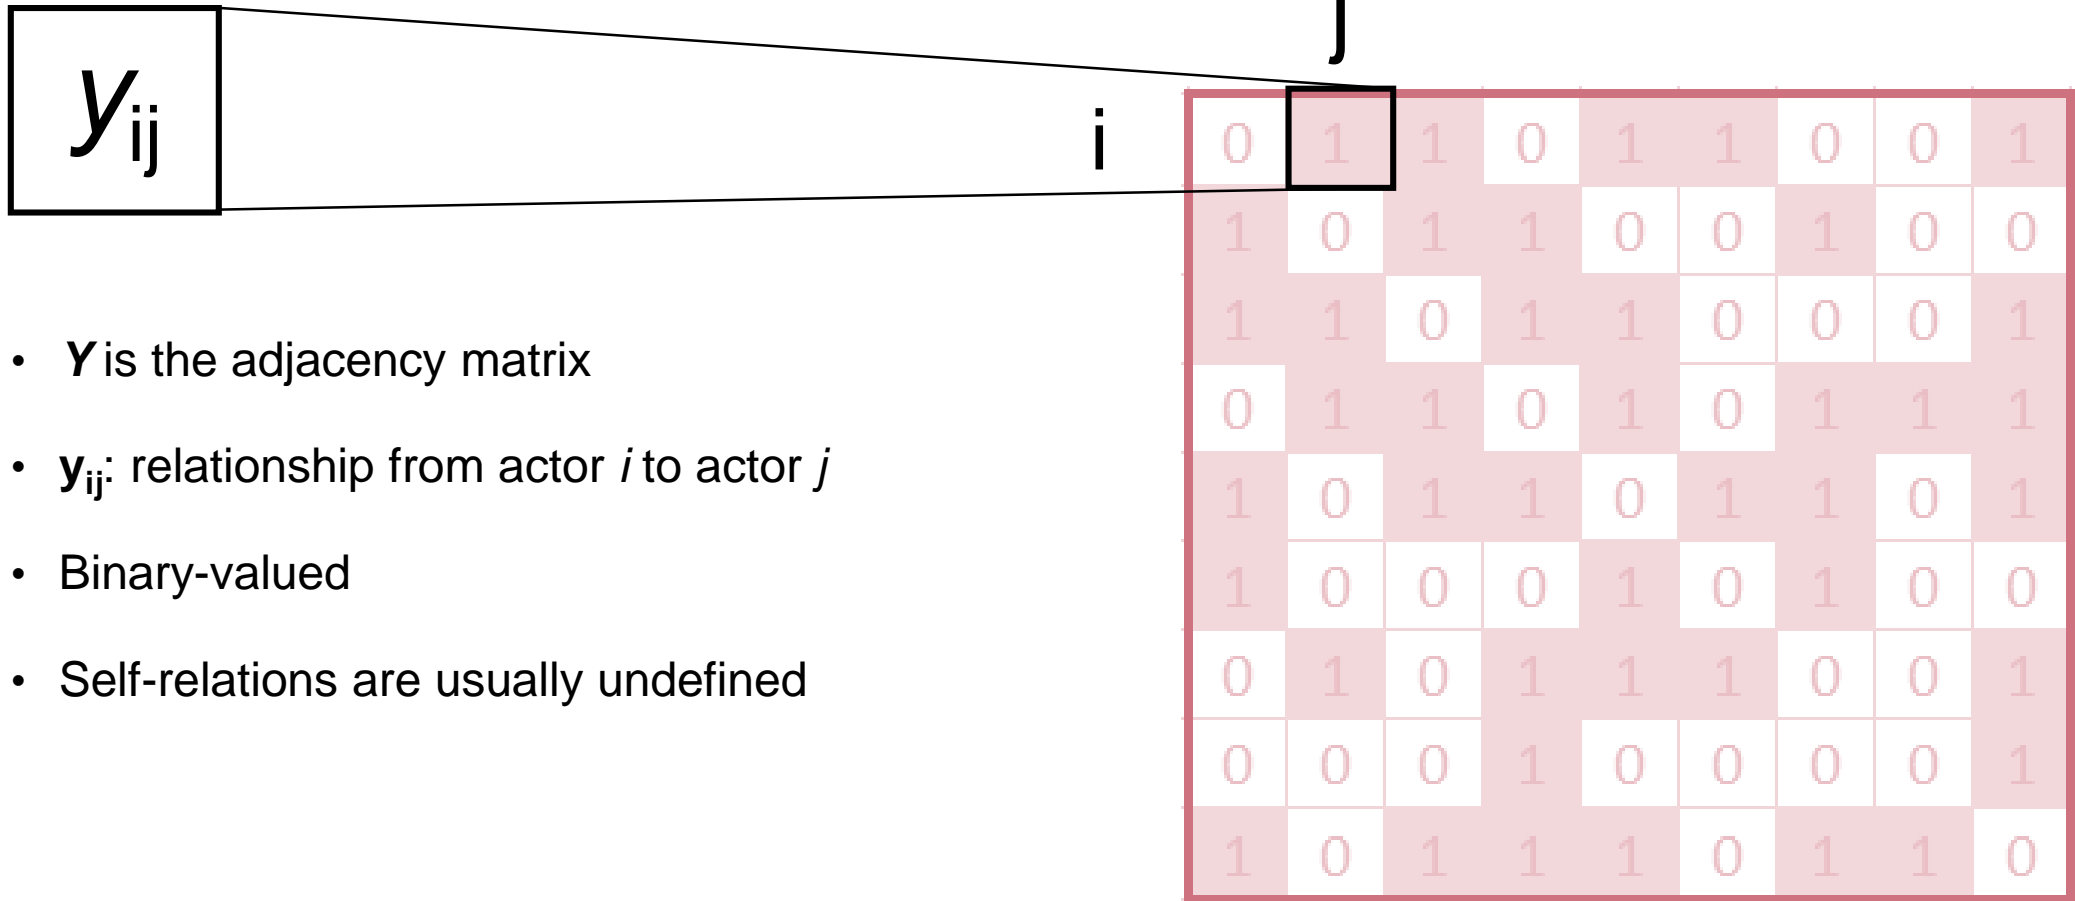 yij
j
i
0 1 1 0 1 1 0 0 1
1 0 1 1 0 0 1 0 0
1 1 0 1 1 0 0 0 1
0 1 1 0 1 0 1 1 1
1 0 1 1 0 1 1 0 1
1 0 0 0 1 0 1 0 0
0 1 0 1 1 1 0 0 1
0 0 0 1 0 0 0 0 1
1 0 1 1 1 0 1 1 0
• Y is the adjacency matrix
• yij: relationship from actor i to actor j
• Binary-valued
• Self-relations are usually undefined